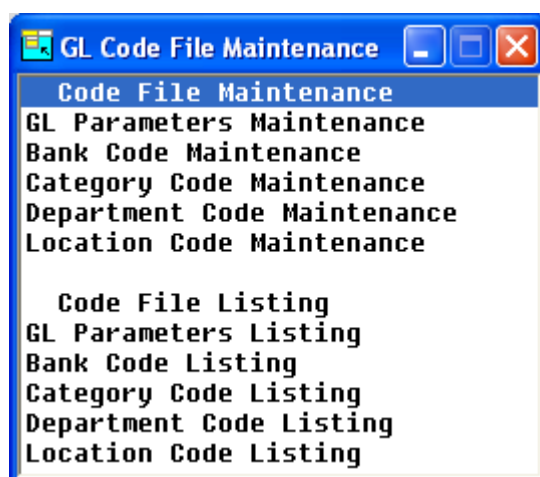 GL Code File Maintenance
Code File Maintenance
GL Parameters Maintenance
Bank Code Maintenance
Category Code Maintenance
Department Code Maintenance
Location Code Maintenance
Code File Listing
GL Parameters Listing
Bank Code Listing
Category Code Listing
Department Code Listing
Location Code Listing